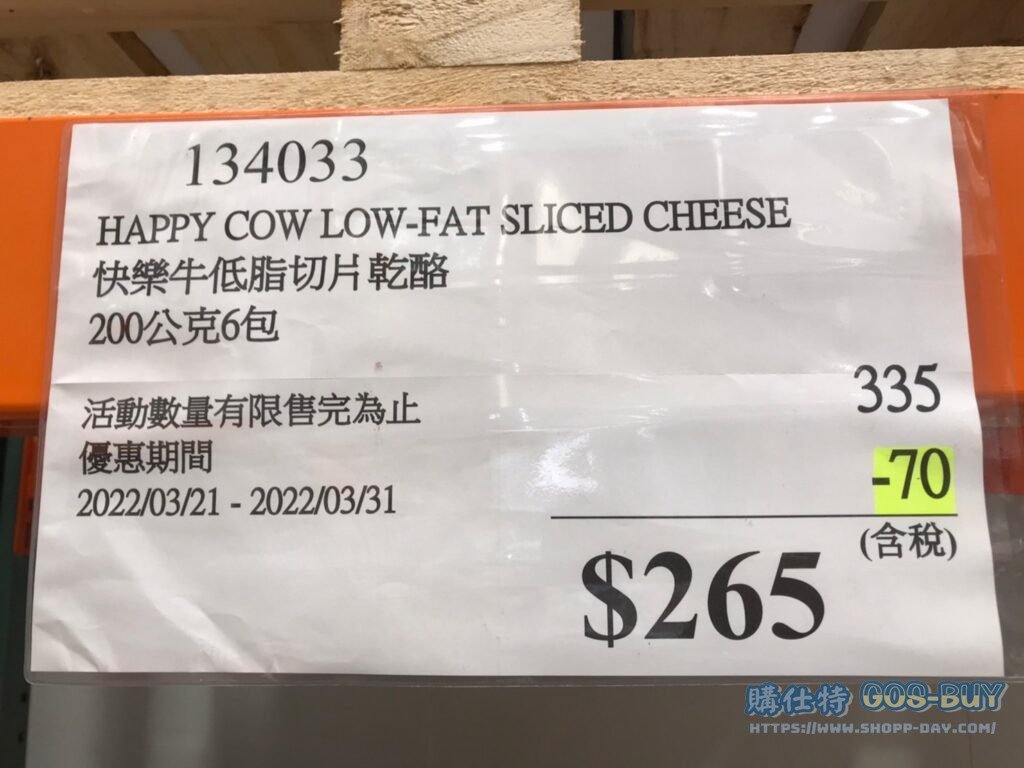 134033
HAPPY COW LOW-FAT SLICED CHEESE
快樂牛低脂切片乾酪
200公克6包
活動數量有限售完為止
優惠期間
2022/03/21 - 2022/03/31
335
-70
(含稅)
$265
購仕特 GOS-BUY
HTTPS://WWW.SHOPP-DAY.COM/